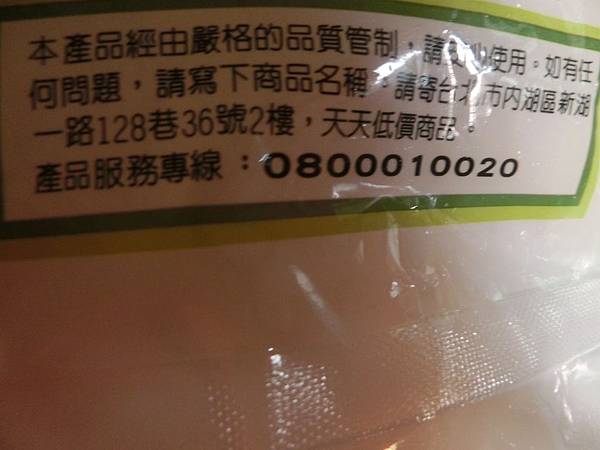 本產品經由嚴格的品質管制，請安心使用。如有任
何問題，請寫下商品名稱，請寄台北市內湖區新湖
一路128巷36號2樓，天天低價商品。
產品服務專線：0800010020